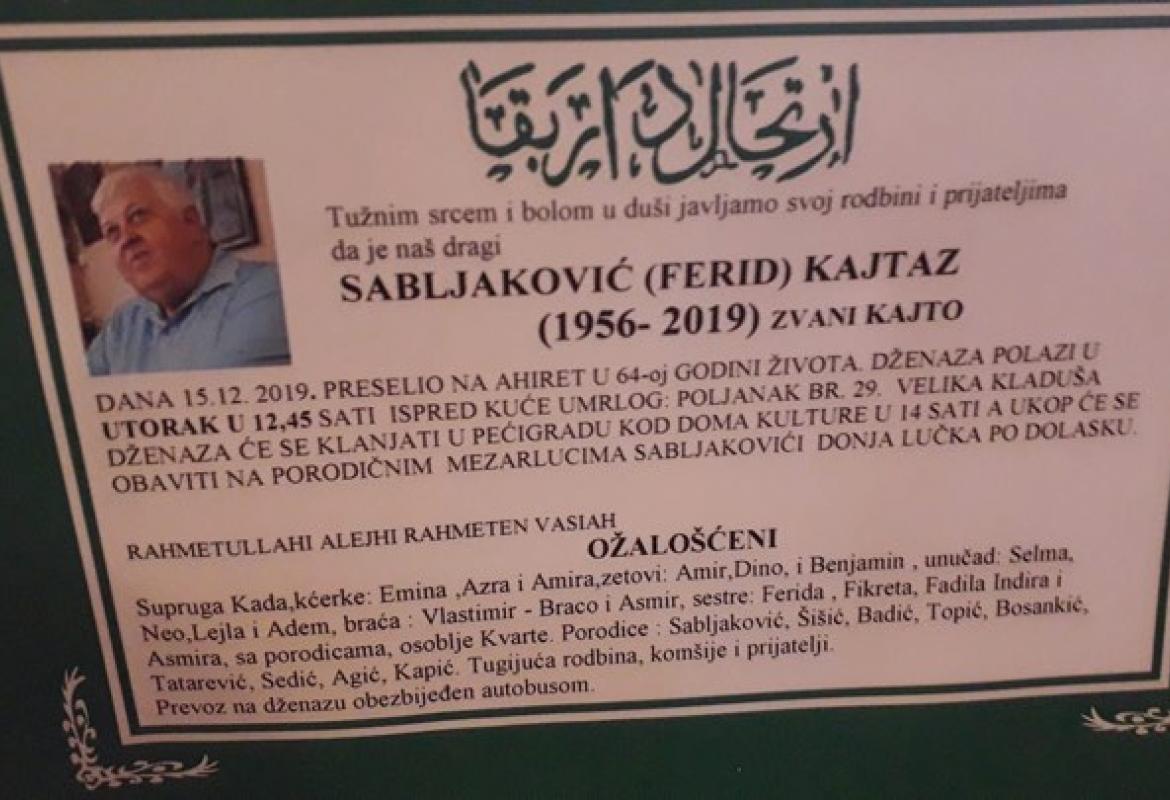 ارتحال دار بقا
Tužnim srcem i bolom u duši javljamo svoj rodbini i prijateljima
da je naš dragi
SABLJAKOVIĆ (FERID) KAJTAZ
(1956- 2019) ZVANI KAJTO
DANA 15.12. 2019. PRESELIO NA AHIRET U 64-oj GODINI ŽIVOTA. DŽENAZA POLAZI U
UTORAK U 12,45 SATI ISPRED KUĆE UMRLOG: POLJANAK BR. 29. VELIKA KLADUŠA
DŽENAZA ĆE SE KLANJATI U PEĆIGRADU KOD DOMA KULTURE U 14 SATI A UKOP ĆE SE
OBAVITI NA PORODIČNIM MEZARLUCIMA SABLJAKOVIĆI DONJA LUČKA PO DOLASKU.
RAHMETULLAHI ALEJHI RAHMETEN VASIAH
OŽALOŠĆENI
Supruga Kada,kćerke: Emina ,Azra i Amira,zetovi: Amir,Dino, i Benjamin , unučad: Selma,
Neo,Lejla i Adem, braća : Vlastimir - Braco i Asmir, sestre: Ferida , Fikreta, Fadila Indira i
Asmira, sa porodicama, osoblje Kvarte. Porodice : Sabljaković, Šišić, Badić, Topić, Bosankić,
Tatarević, Sedić, Agić, Kapić. Tugijuća rodbina, komšije i prijatelji.
Prevoz na dženazu obezbijeđen autobusom.